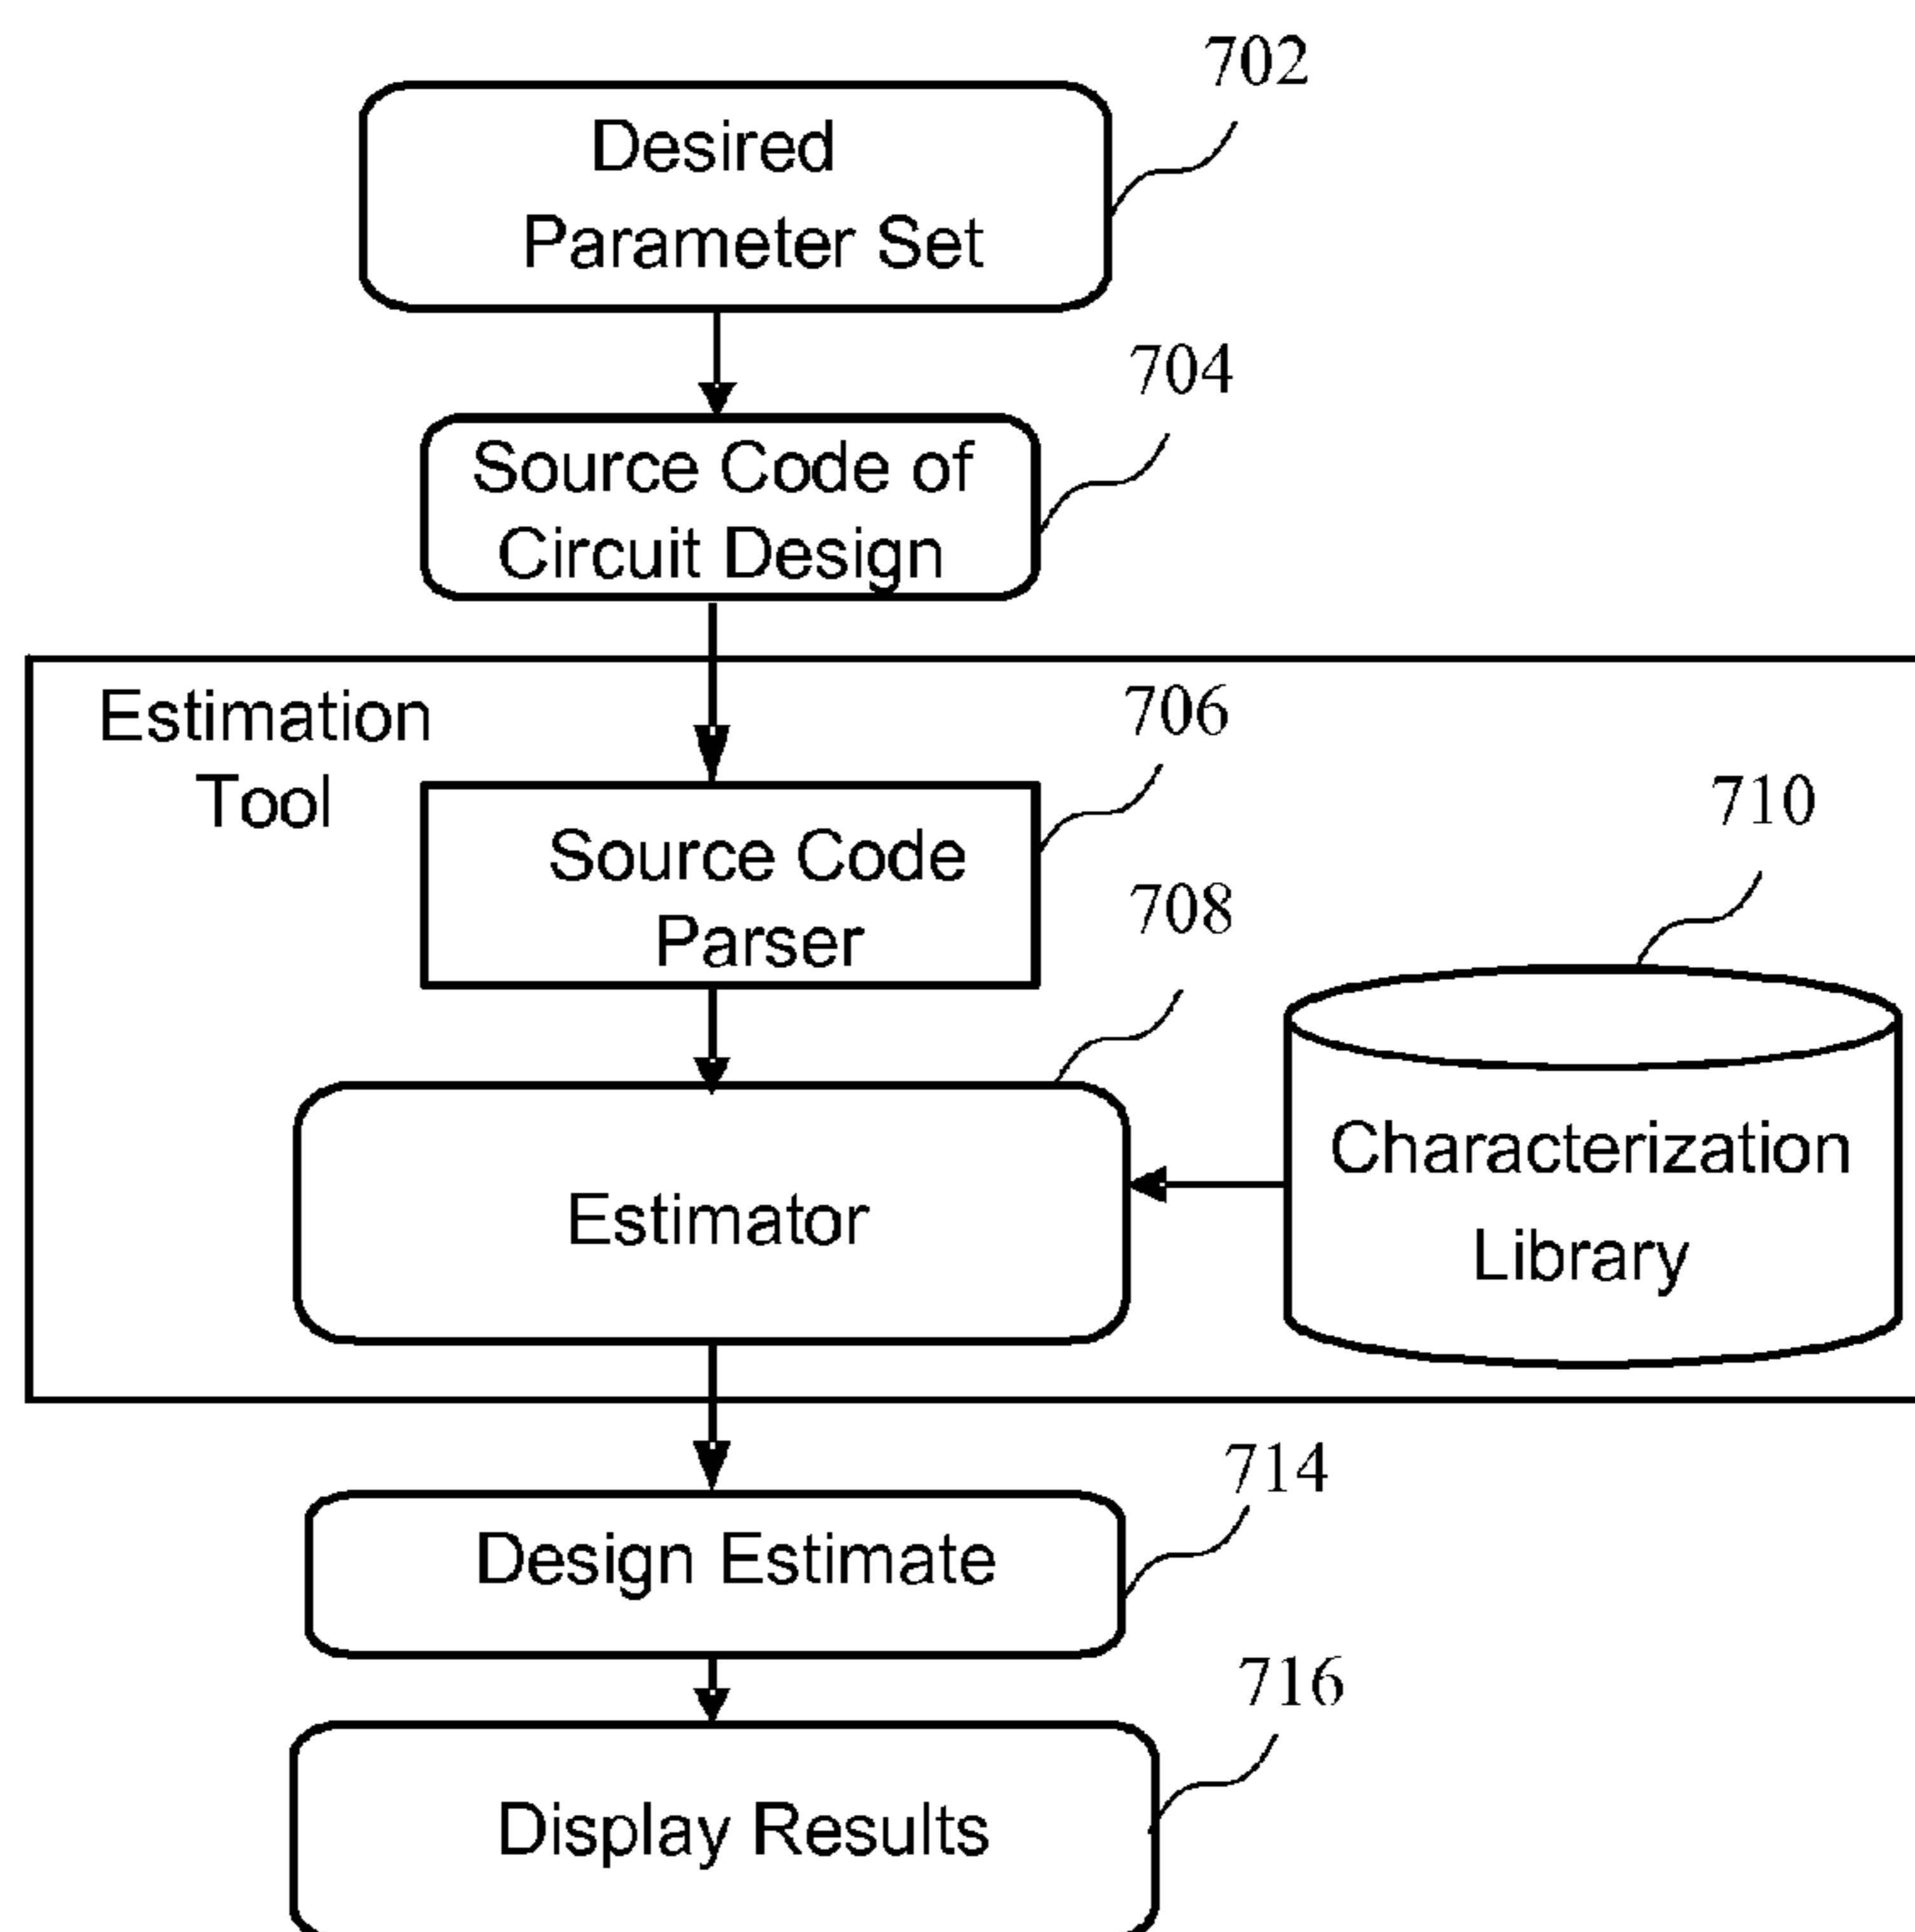 702
Desired
Parameter Set
704
Source Code of
Circuit Design
Estimation
Tool
706
Source Code
Parser
710
708
Characterization
Library
Estimator
714
Design Estimate
716
Display Results